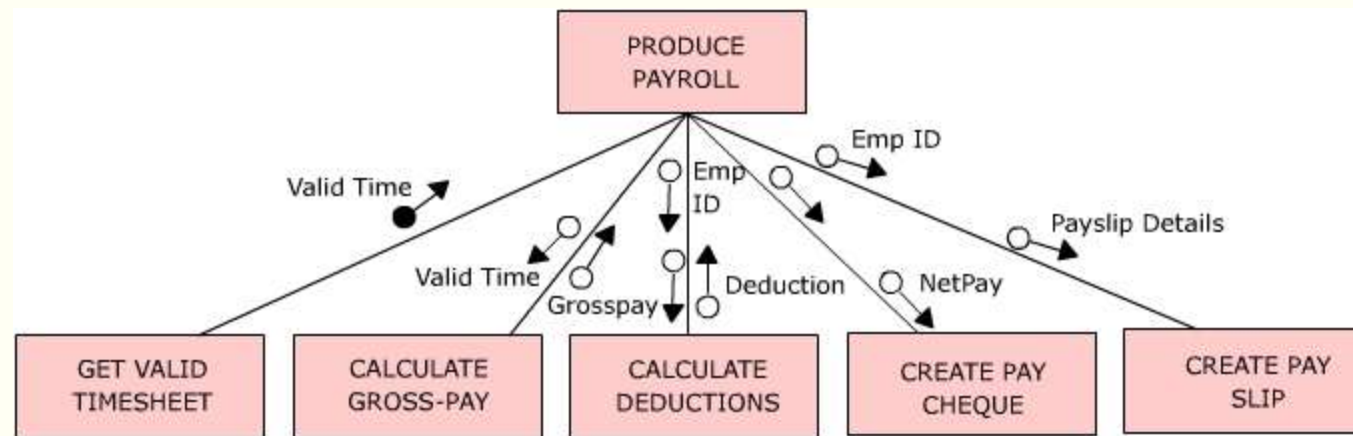 PRODUCE
PAYROLL
Emp ID
Valid Time
Emp
ID
Payslip Details
Valid Time
Grosspay
Deduction
NetPay
GET VALID
TIMESHEET
CALCULATE
GROSS-PAY
CALCULATE
DEDUCTIONS
CREATE PAY
CHEQUE
CREATE PAY
SLIP